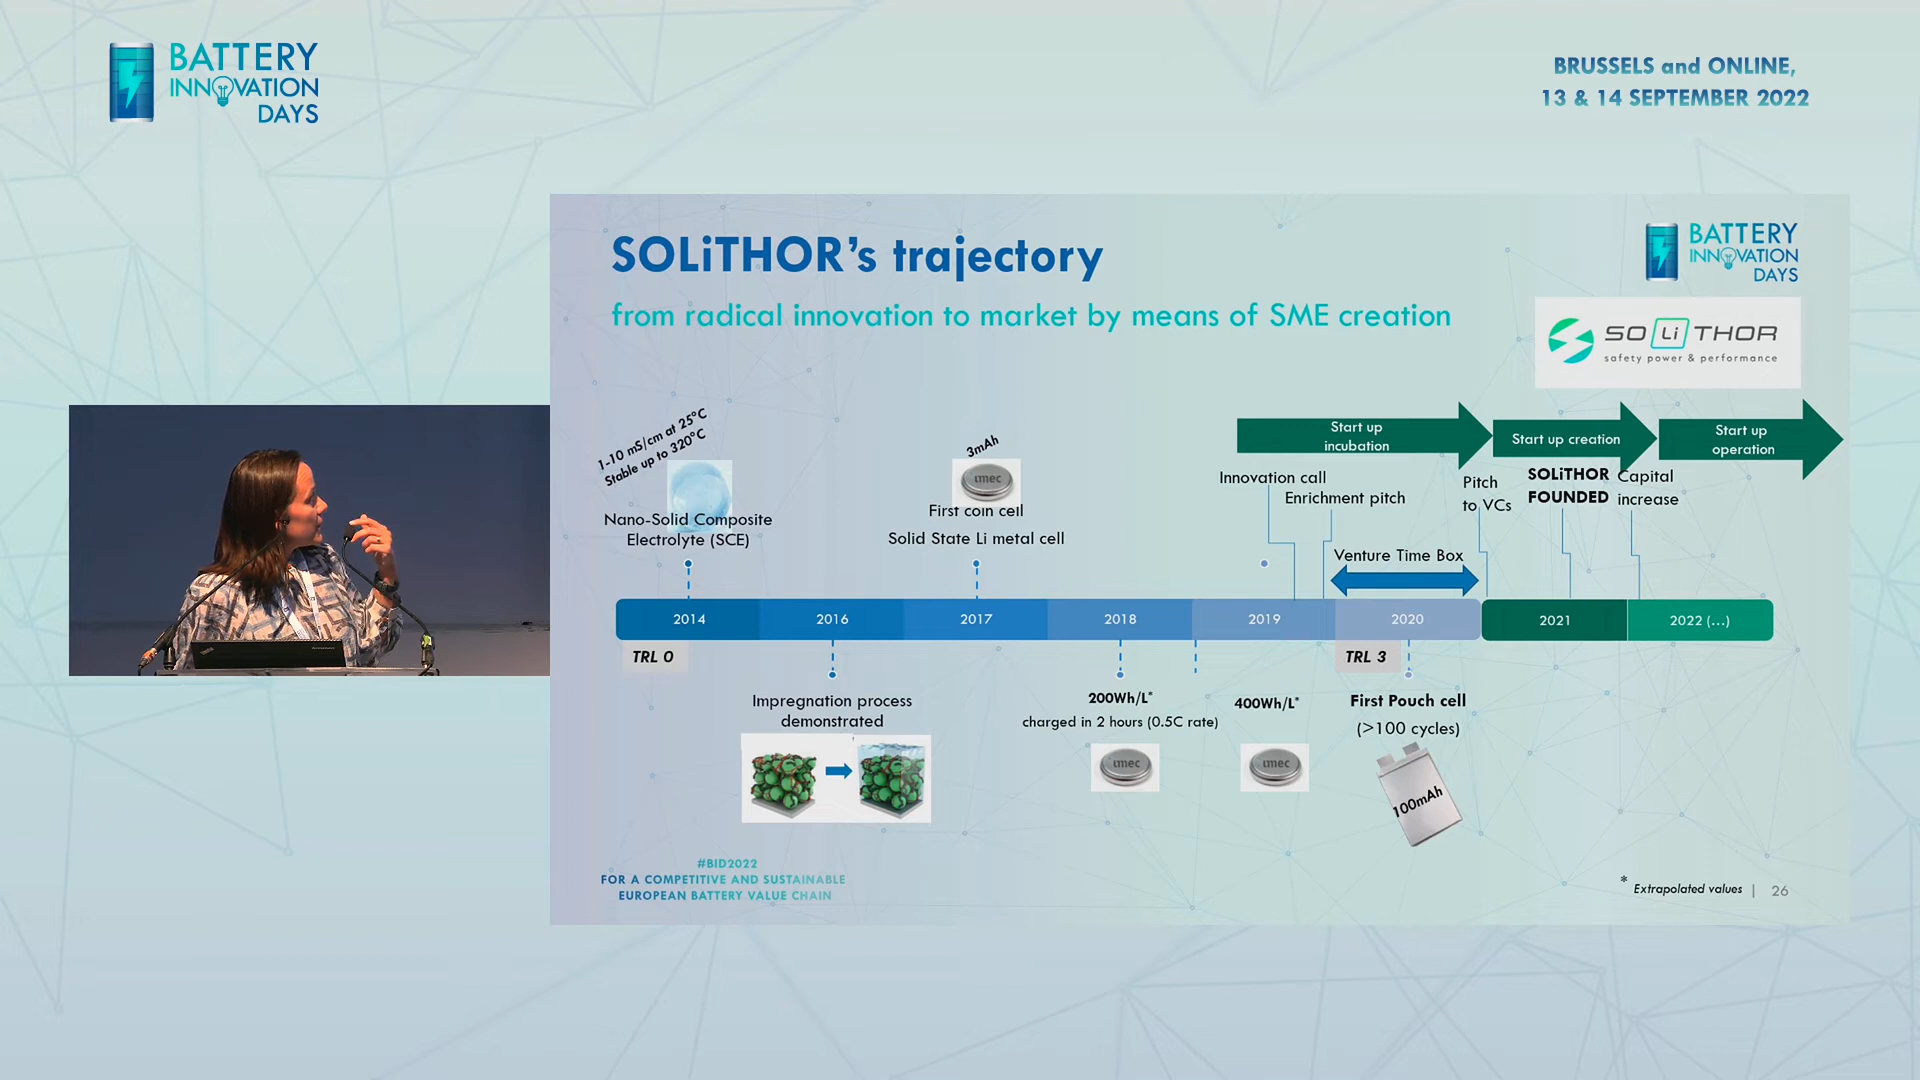 BATTERY
INNOVATION
DAYS
BRUSSELS and ONLINE,
13 & 14 SEPTEMBER 2022
SOLiTHOR's trajectory
from radical innovation to market by means of SME creation
BATTERY
INNOVATION
DAYS
SO Li THOR
safety power & performance
1-10 mS/cm at 25°C
Stable up to 320°C
Nano-Solid Composite
Electrolyte (SCE)
3mAh
imec
First coin cell
Solid State Li metal cell
Start up
incubation
Start up creation
Start up
operation
Innovation call
Enrichment pitch
Pitch
to VCs
SOLiTHOR
FOUNDED
Capital
increase
Venture Time Box
2014
2016
2017
2018
2019
2020
2021
2022 (...)
TRL 0
TRL 3
Impregnation process
demonstrated
200Wh/L*
charged in 2 hours (0.5C rate)
imec
400Wh/L*
imec
First Pouch cell
(>100 cycles)
100mAh
#BID2022
FOR A COMPETITIVE AND SUSTAINABLE
EUROPEAN BATTERY VALUE CHAIN
* Extrapolated values | 26